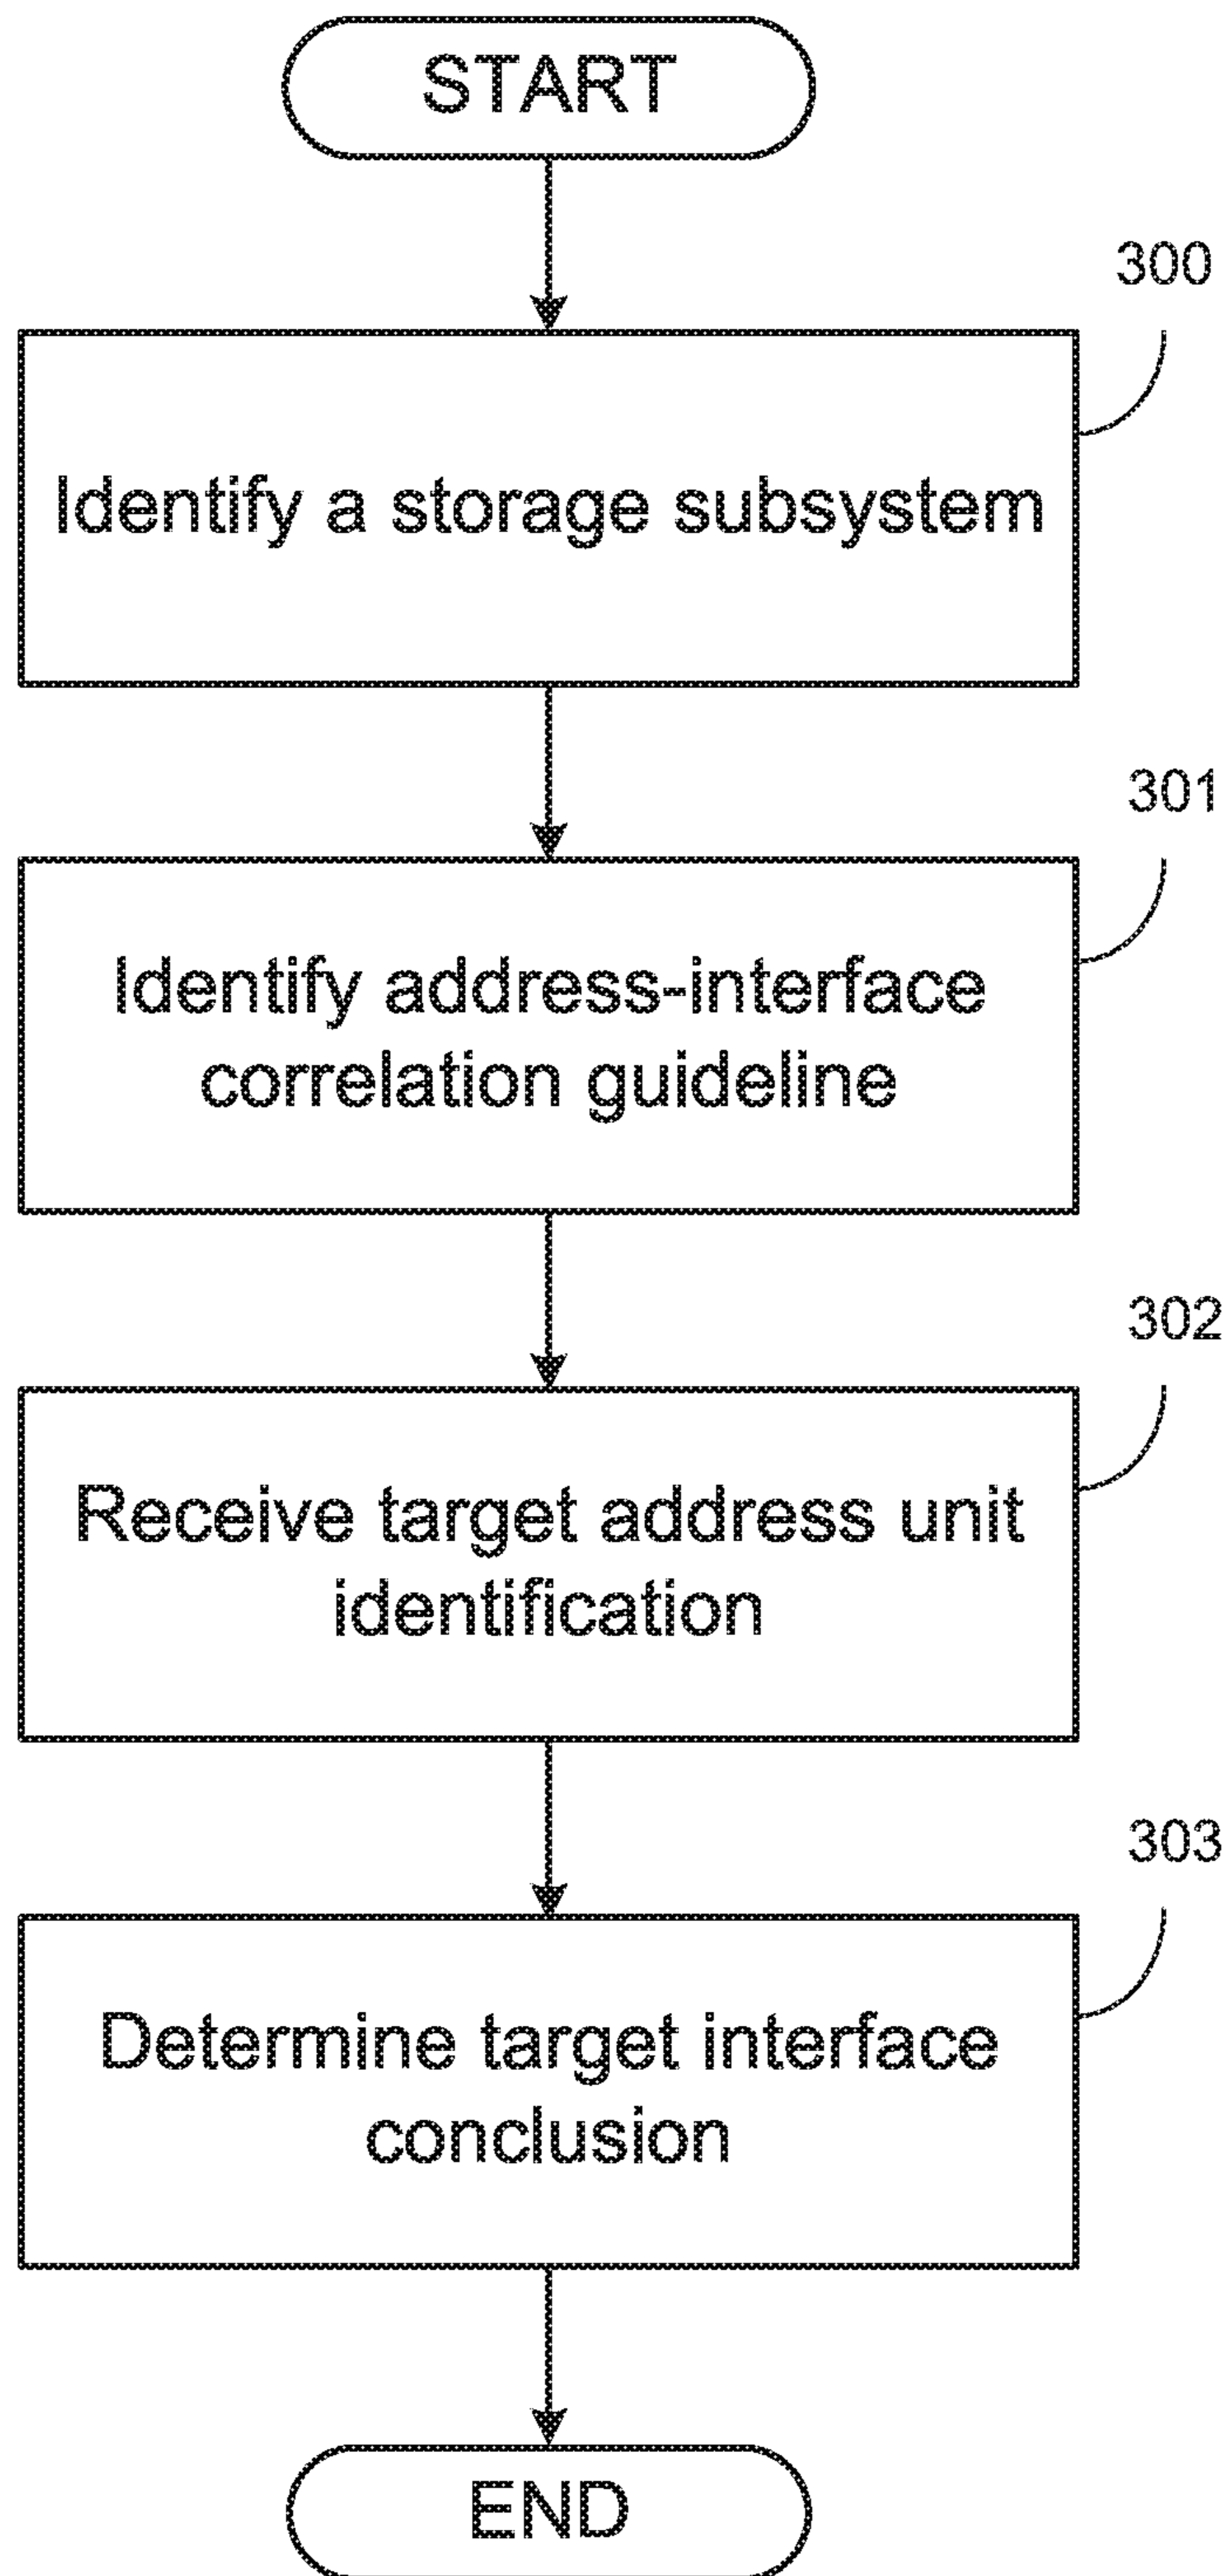 START
300
Identify a storage subsystem
301
Identify address-interface
correlation guideline
302
Receive target address unit
identification
303
Determine target interface
conclusion
END